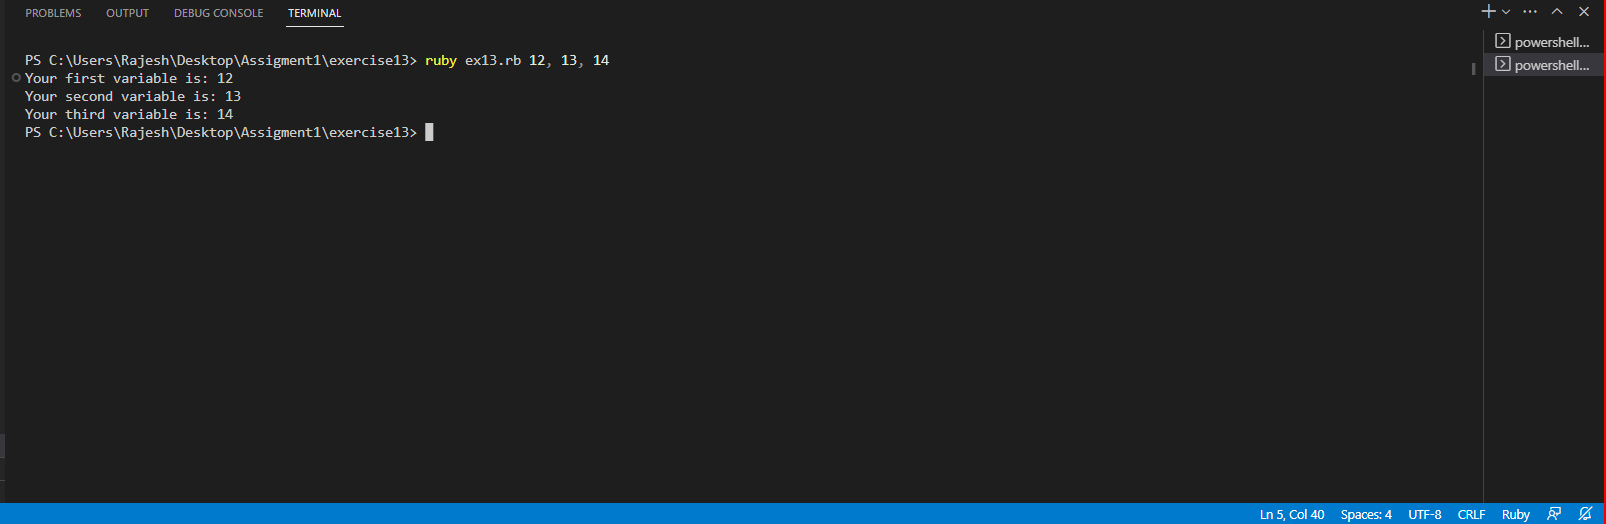 PROBLEMS OUTPUT DEBUG CONSOLE TERMINAL
PS C:\Users\Rajesh\Desktop\Assigment1\exercise13> ruby ex13.rb 12, 13, 14
Your first variable is: 12
Your second variable is: 13
Your third variable is: 14
PS C:\Users\Rajesh\Desktop\Assigment1\exercise13>
powershell...
powershell...
Ln 5, Col 40 Spaces: 4 UTF-8 CRLF Ruby